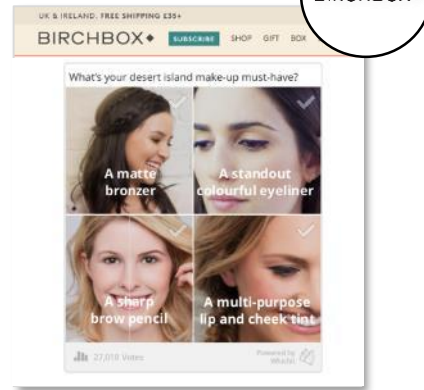 UK & IRELAND. FREE SHIPPING £35+
BIRCHBOX
SUBSCRIBE SHOP GIFT BOX
What's your desert island make-up must-have?
A matte
bronzer
A standout
colourful eyeliner
A sharp
brow pencil
A multi-purpose
lip and cheek tint
27,018 Votes
Powered by